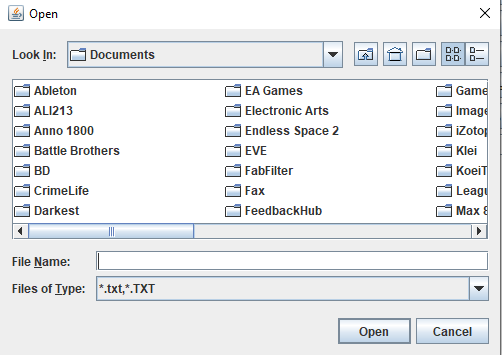 Open
Look In: Documents
Ableton EA Games Game
ALI213 Electronic Arts Image
Anno 1800 Endless Space 2 iZotop
Battle Brothers EVE Klei
BD FabFilter KoeiT
CrimeLife Fax Leagu
Darkest FeedbackHub Max 8
File Name:
Files of Type: *.txt,*.TXT
Open Cancel